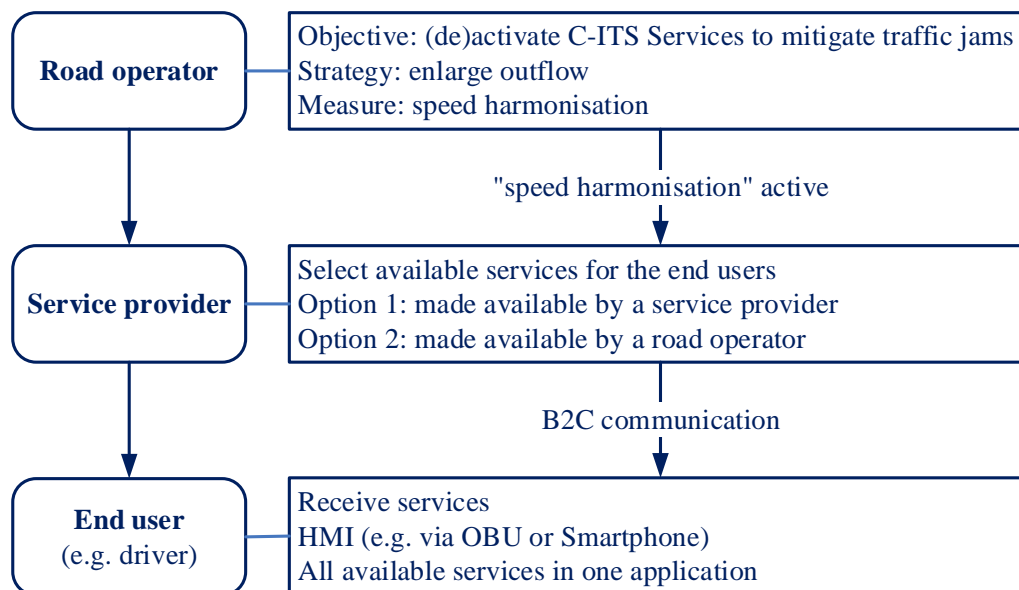 Road operator
Objective: (de)activate C-ITS Services to mitigate traffic jams
Strategy: enlarge outflow
Measure: speed harmonisation
"speed harmonisation" active
Service provider
Select available services for the end users
Option 1: made available by a service provider
Option 2: made available by a road operator
B2C communication
End user
(e.g. driver)
Receive services
HMI (e.g. via OBU or Smartphone)
All available services in one application